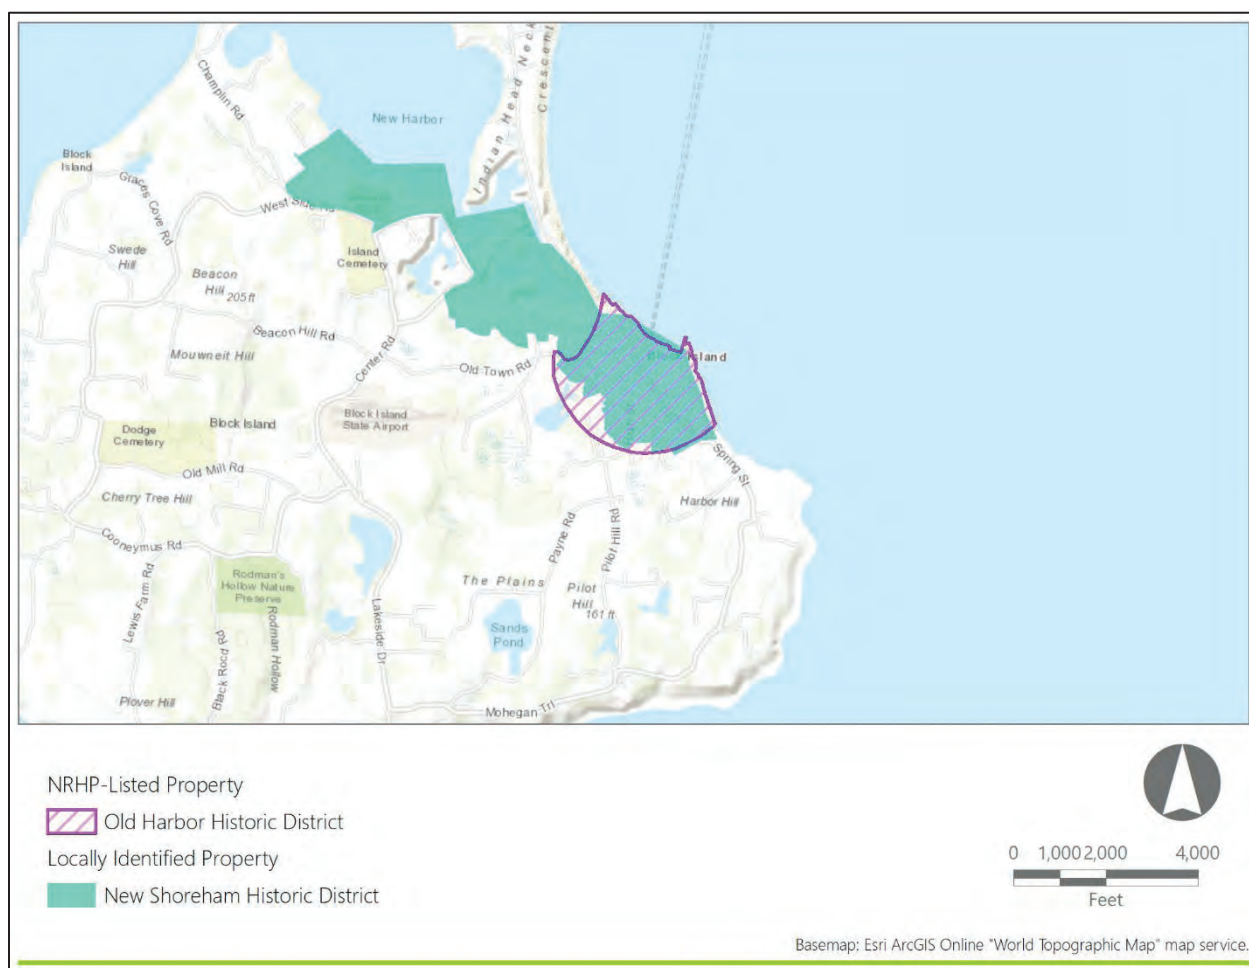 New Harbor
Indian Head Neck
Crescent
Champlin Rd
Block
Island
Graces Cove Rd
West Side Rd
Island
Cemetery
Swede
Hill
Beacon
Hill 205 ft
Beacon Hill Rd
Mouwneit Hill
Center Rd
Old Town Rd
Block Island
Block Island
State Airport
Block Island
Dodge
Cemetery
Old Mill Rd
Cherry Tree Hill
Spring St
Harbor Hill
Cooneymus Rd
Payne Rd
Pilot Hill Rd
Rodman's
Hollow Nature
Preserve
The Plains
Pilot
Hill
161 ft
Lewis Farm Rd
Black Rock Rd
Rodman Hollow
Lakeside Dr
Sands
Pond
Plover Hill
Mohegan Trl
NRHP-Listed Property
Old Harbor Historic District
Locally Identified Property
New Shoreham Historic District
0 1,000 2,000 4,000
Feet
Basemap: Esri ArcGIS Online "World Topographic Map" map service.